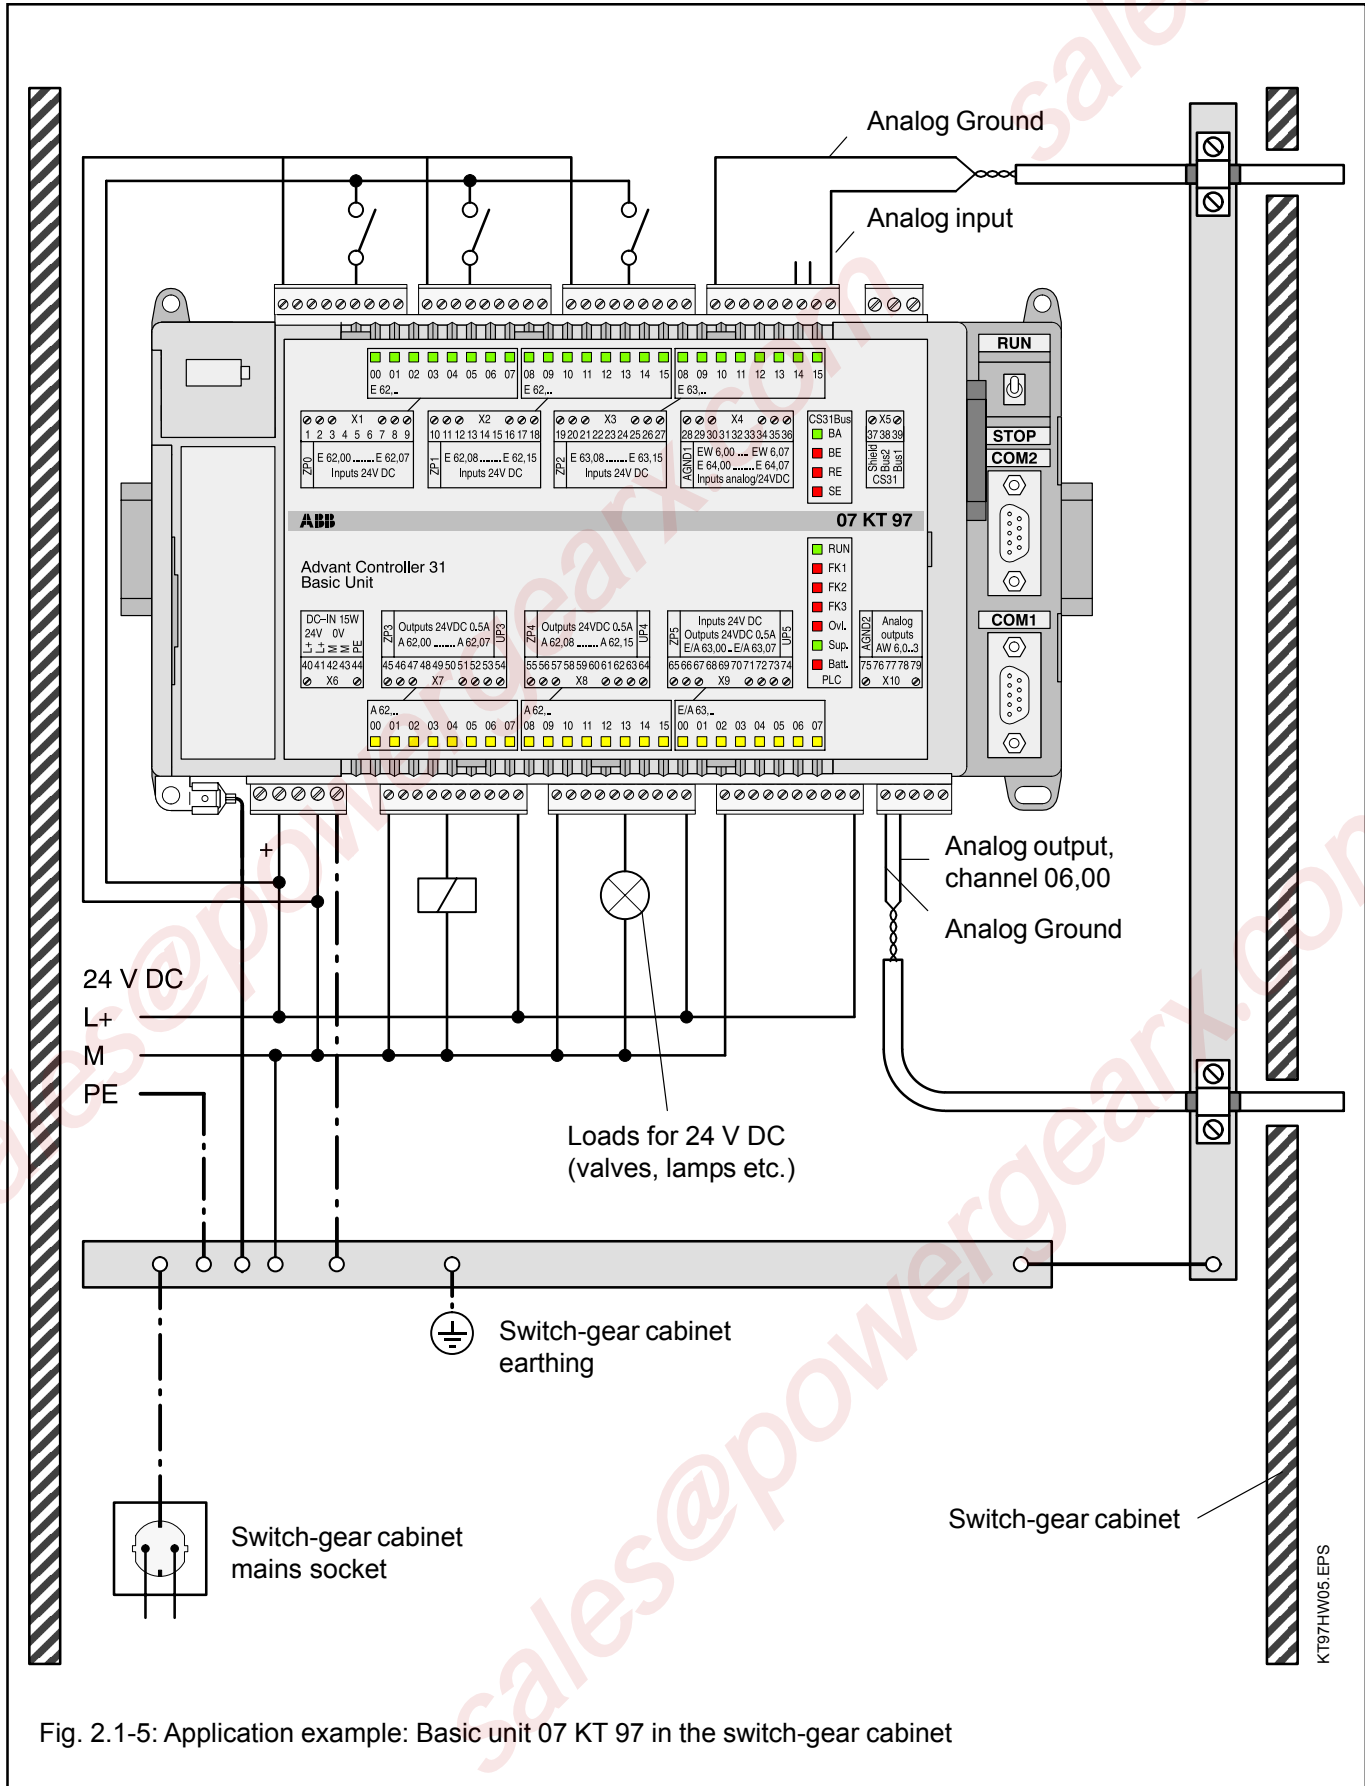 Analog Ground
Analog input
RUN
STOP
COM2
COM1
00 01 02 03 04 05 06 07
E 62,..
08 09 10 11 12 13 14 15
E 62,..
08 09 10 11 12 13 14 15
E 63,..
X1
1 2 3 4 5 6 7 8 9
ZP0
E 62,00 ....... E 62,07
Inputs 24V DC
X2
10 11 12 13 14 15 16 17 18
ZP1
E 62,08 ........ E 62,15
Inputs 24V DC
X3
19 20 21 22 23 24 25 26 27
ZP2
E 63,08 ........ E 63,15
Inputs 24V DC
X4
28 29 30 31 32 33 34 35 36
AGND1
EW 6,00 .... EW 6,07
E 64,00 ....... E 64,07
Inputs analog/24VDC
CS31Bus
BA
BE
RE
SE
X5
37 38 39
Shield
Bus2
Bus1
CS31
ABB
07 KT 97
Advant Controller 31
Basic Unit
RUN
FK1
FK2
FK3
Ovl.
Sup.
Batt.
PLC
DC–IN 15W
24V 0V
L+ L+ M M PE
40 41 42 43 44
X6
ZP3
Outputs 24VDC 0.5A
A 62,00 ....... A 62,07
UP3
45 46 47 48 49 50 51 52 53 54
X7
ZP4
Outputs 24VDC 0.5A
A 62,08 ....... A 62,15
UP4
55 56 57 58 59 60 61 62 63 64
X8
ZP5
Inputs 24V DC
Outputs 24VDC 0.5A
E/A 63,00 .. E/A 63,07
UP5
65 66 67 68 69 70 71 72 73 74
X9
AGND2
Analog
outputs
AW 6,0..3
75 76 77 78 79
X10
A 62,..
00 01 02 03 04 05 06 07
A 62,..
08 09 10 11 12 13 14 15
E/A 63,..
00 01 02 03 04 05 06 07
+
Analog output,
channel 06,00
Analog Ground
24 V DC
L+
M
PE
Loads for 24 V DC
(valves, lamps etc.)
Switch-gear cabinet
earthing
Switch-gear cabinet
mains socket
Switch-gear cabinet
KT97HW05.EPS
Fig. 2.1-5: Application example: Basic unit 07 KT 97 in the switch-gear cabinet
sales@powergearx.com
sales@powergearx.com
sale